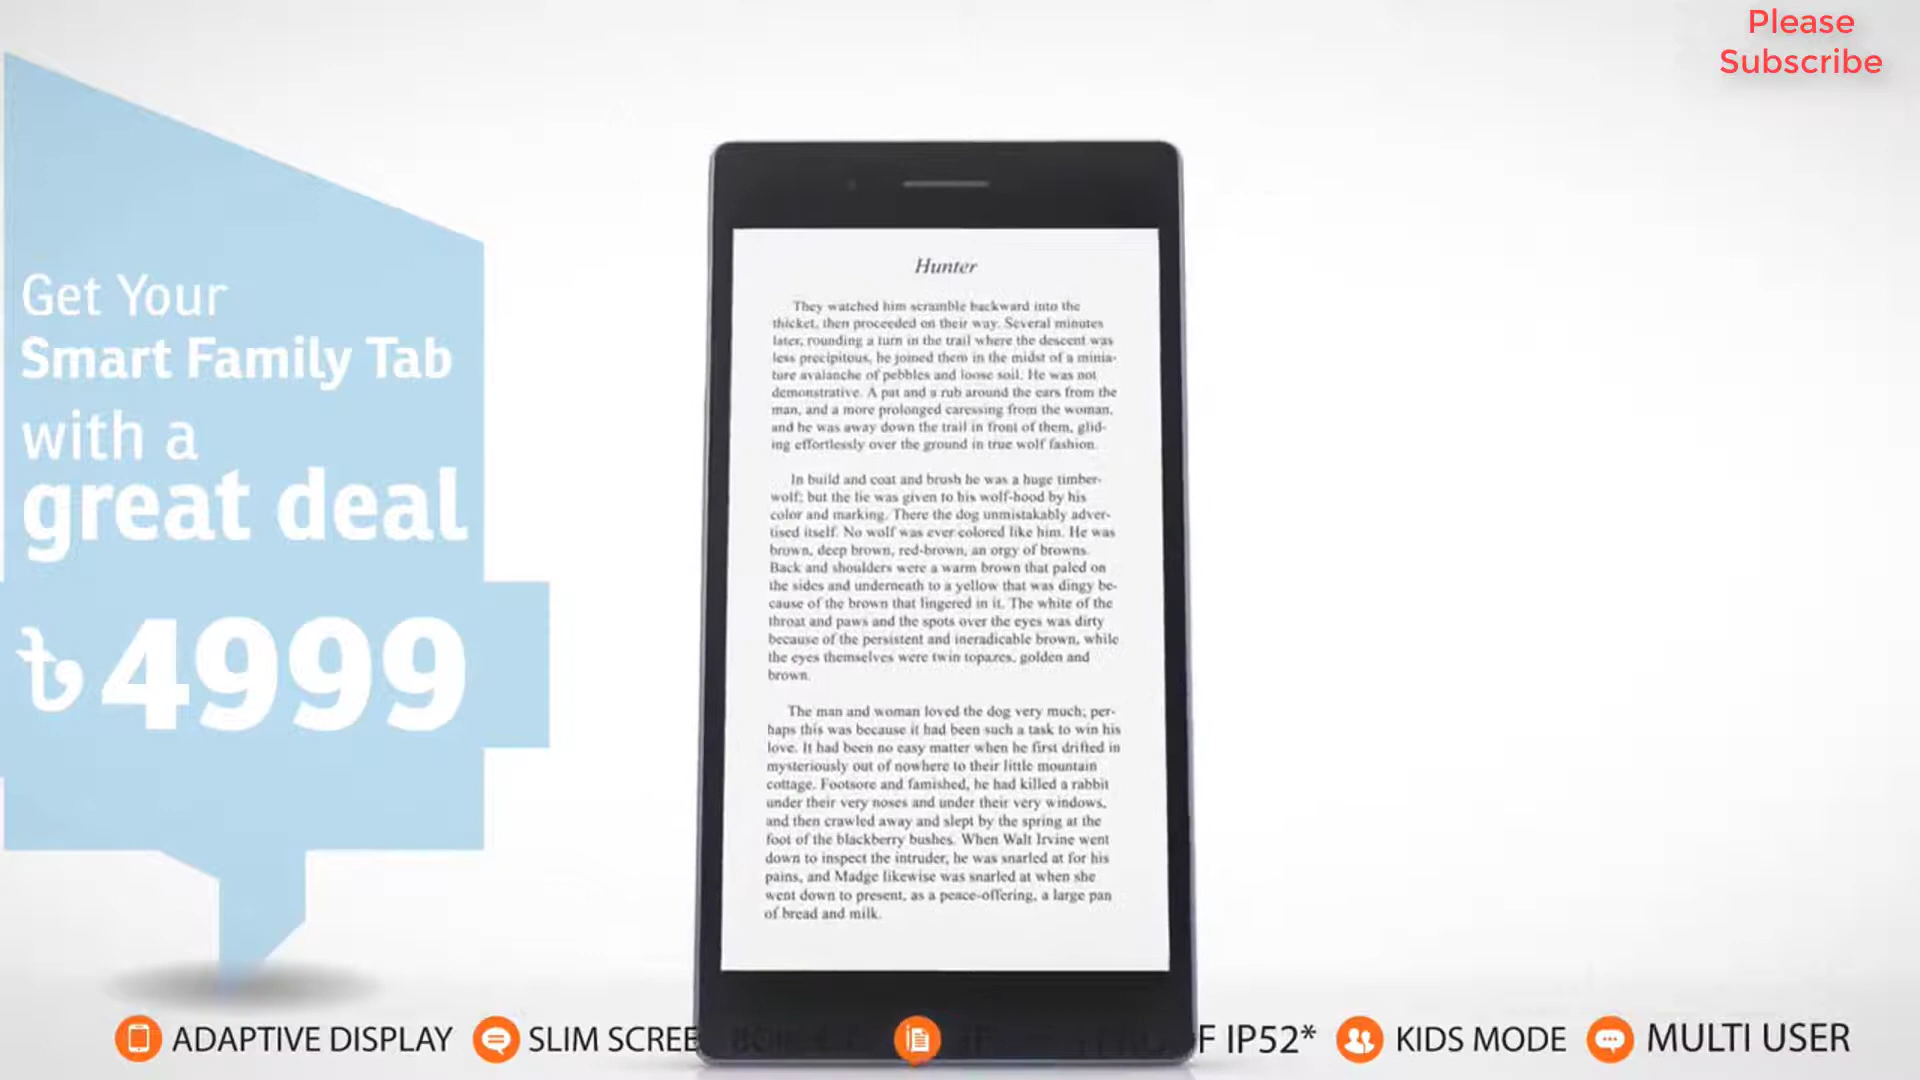 Please
Subscribe
Get Your
Smart Family Tab
with a
great deal
৳4999
Hunter
They watched him scramble backward into the
thicket, then proceeded on their way. Several minutes
later, rounding a turn in the trail where the descent was
less precipitous, he joined them in the midst of a minia-
ture avalanche of pebbles and loose soil. He was not
demonstrative. A pat and a rub around the ears from the
man, and a more prolonged caressing from the woman,
and he was away down the trail in front of them, glid-
ing effortlessly over the ground in true wolf fashion.
In build and coat and brush he was a huge timber-
wolf; but the lie was given to his wolf-hood by his
color and marking. There the dog unmistakably adver-
tised itself. No wolf was ever colored like him. He was
brown, deep brown, red-brown, an orgy of browns.
Back and shoulders were a warm brown that paled on
the sides and underneath to a yellow that was dingy be-
cause of the brown that lingered in it. The white of the
throat and paws and the spots over the eyes was dirty
because of the persistent and ineradicable brown, while
the eyes themselves were twin topazes, golden and
brown.
The man and woman loved the dog very much; per-
haps this was because it had been such a task to win his
love. It had been no easy matter when he first drifted in
mysteriously out of nowhere to their little mountain
cottage. Footsore and famished, he had killed a rabbit
under their very noses and under their very windows,
and then crawled away and slept by the spring at the
foot of the blackberry bushes. When Walt Irvine went
down to inspect the intruder, he was snarled at for his
pains, and Madge likewise was snarled at when she
went down to present, as a peace-offering, a large pan
of bread and milk.
ADAPTIVE DISPLAY SLIM SCREE F IP52* KIDS MODE MULTI USER